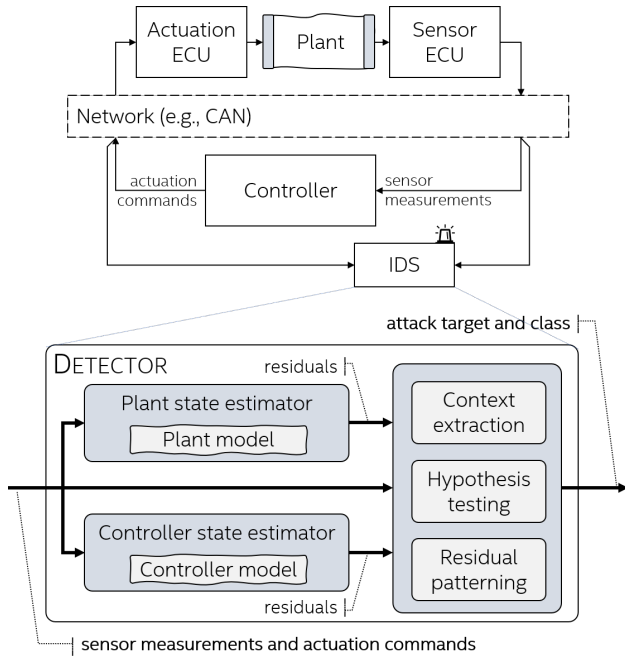 Actuation
ECU
Plant
Sensor
ECU
Network (e.g., CAN)
actuation
commands
Controller
sensor
measurements
IDS
attack target and class
DETECTOR
residuals
Plant state estimator
Plant model
Context
extraction
Hypothesis
testing
Controller state estimator
Controller model
Residual
patterning
residuals
sensor measurements and actuation commands